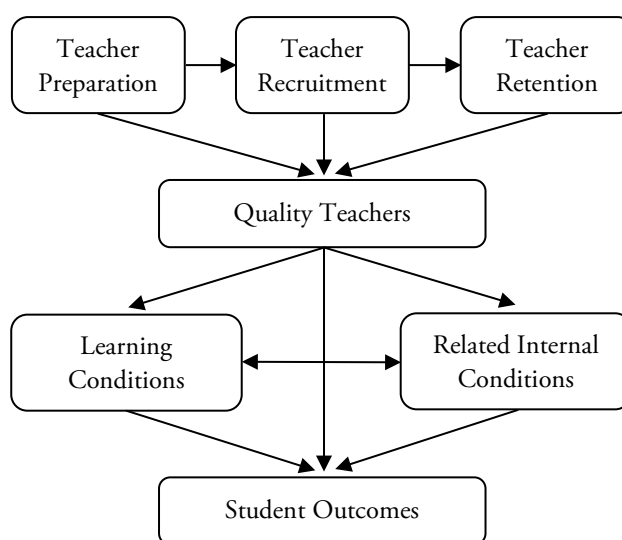 Teacher
Preparation
Teacher
Recruitment
Teacher
Retention
Quality Teachers
Learning
Conditions
Related Internal
Conditions
Student Outcomes